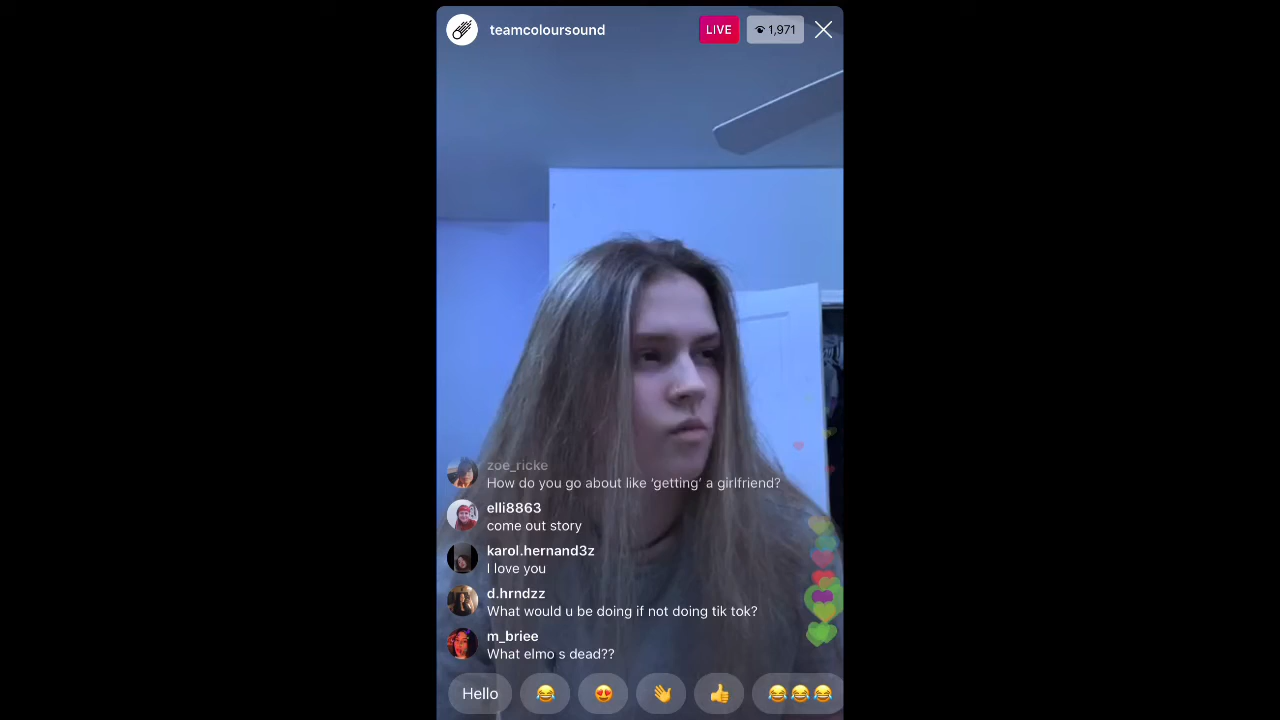 teamcoloursound
LIVE
1,971
zoe_ricke
How do you go about like ‘getting’ a girlfriend?
elli8863
come out story
karol.hernand3z
I love you
d.hrndzz
What would u be doing if not doing tik tok?
m_briee
What elmo s dead??
Hello